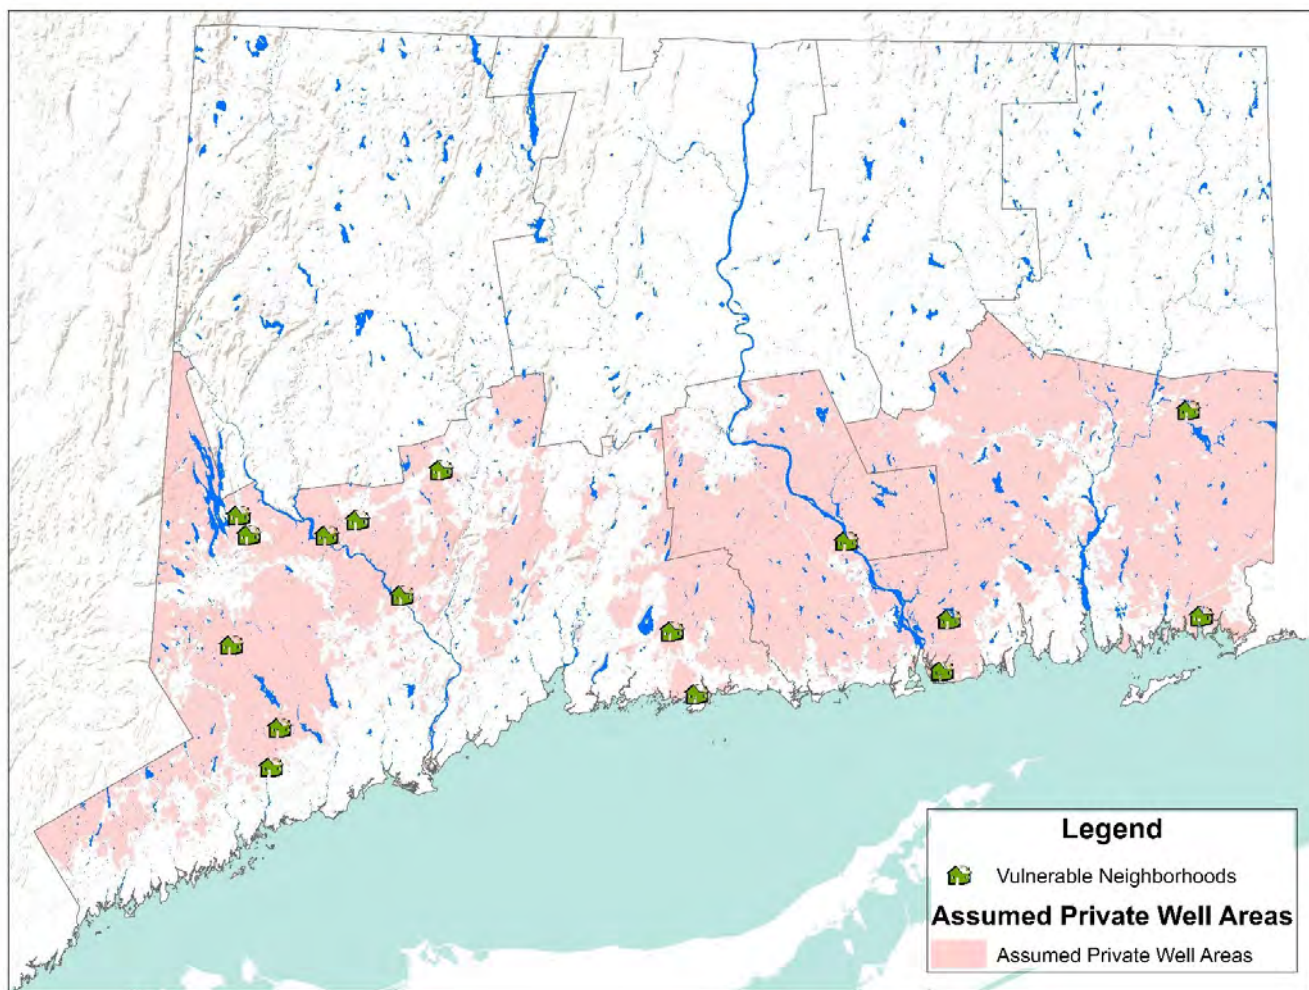 Legend
Vulnerable Neighborhoods
Assumed Private Well Areas
Assumed Private Well Areas